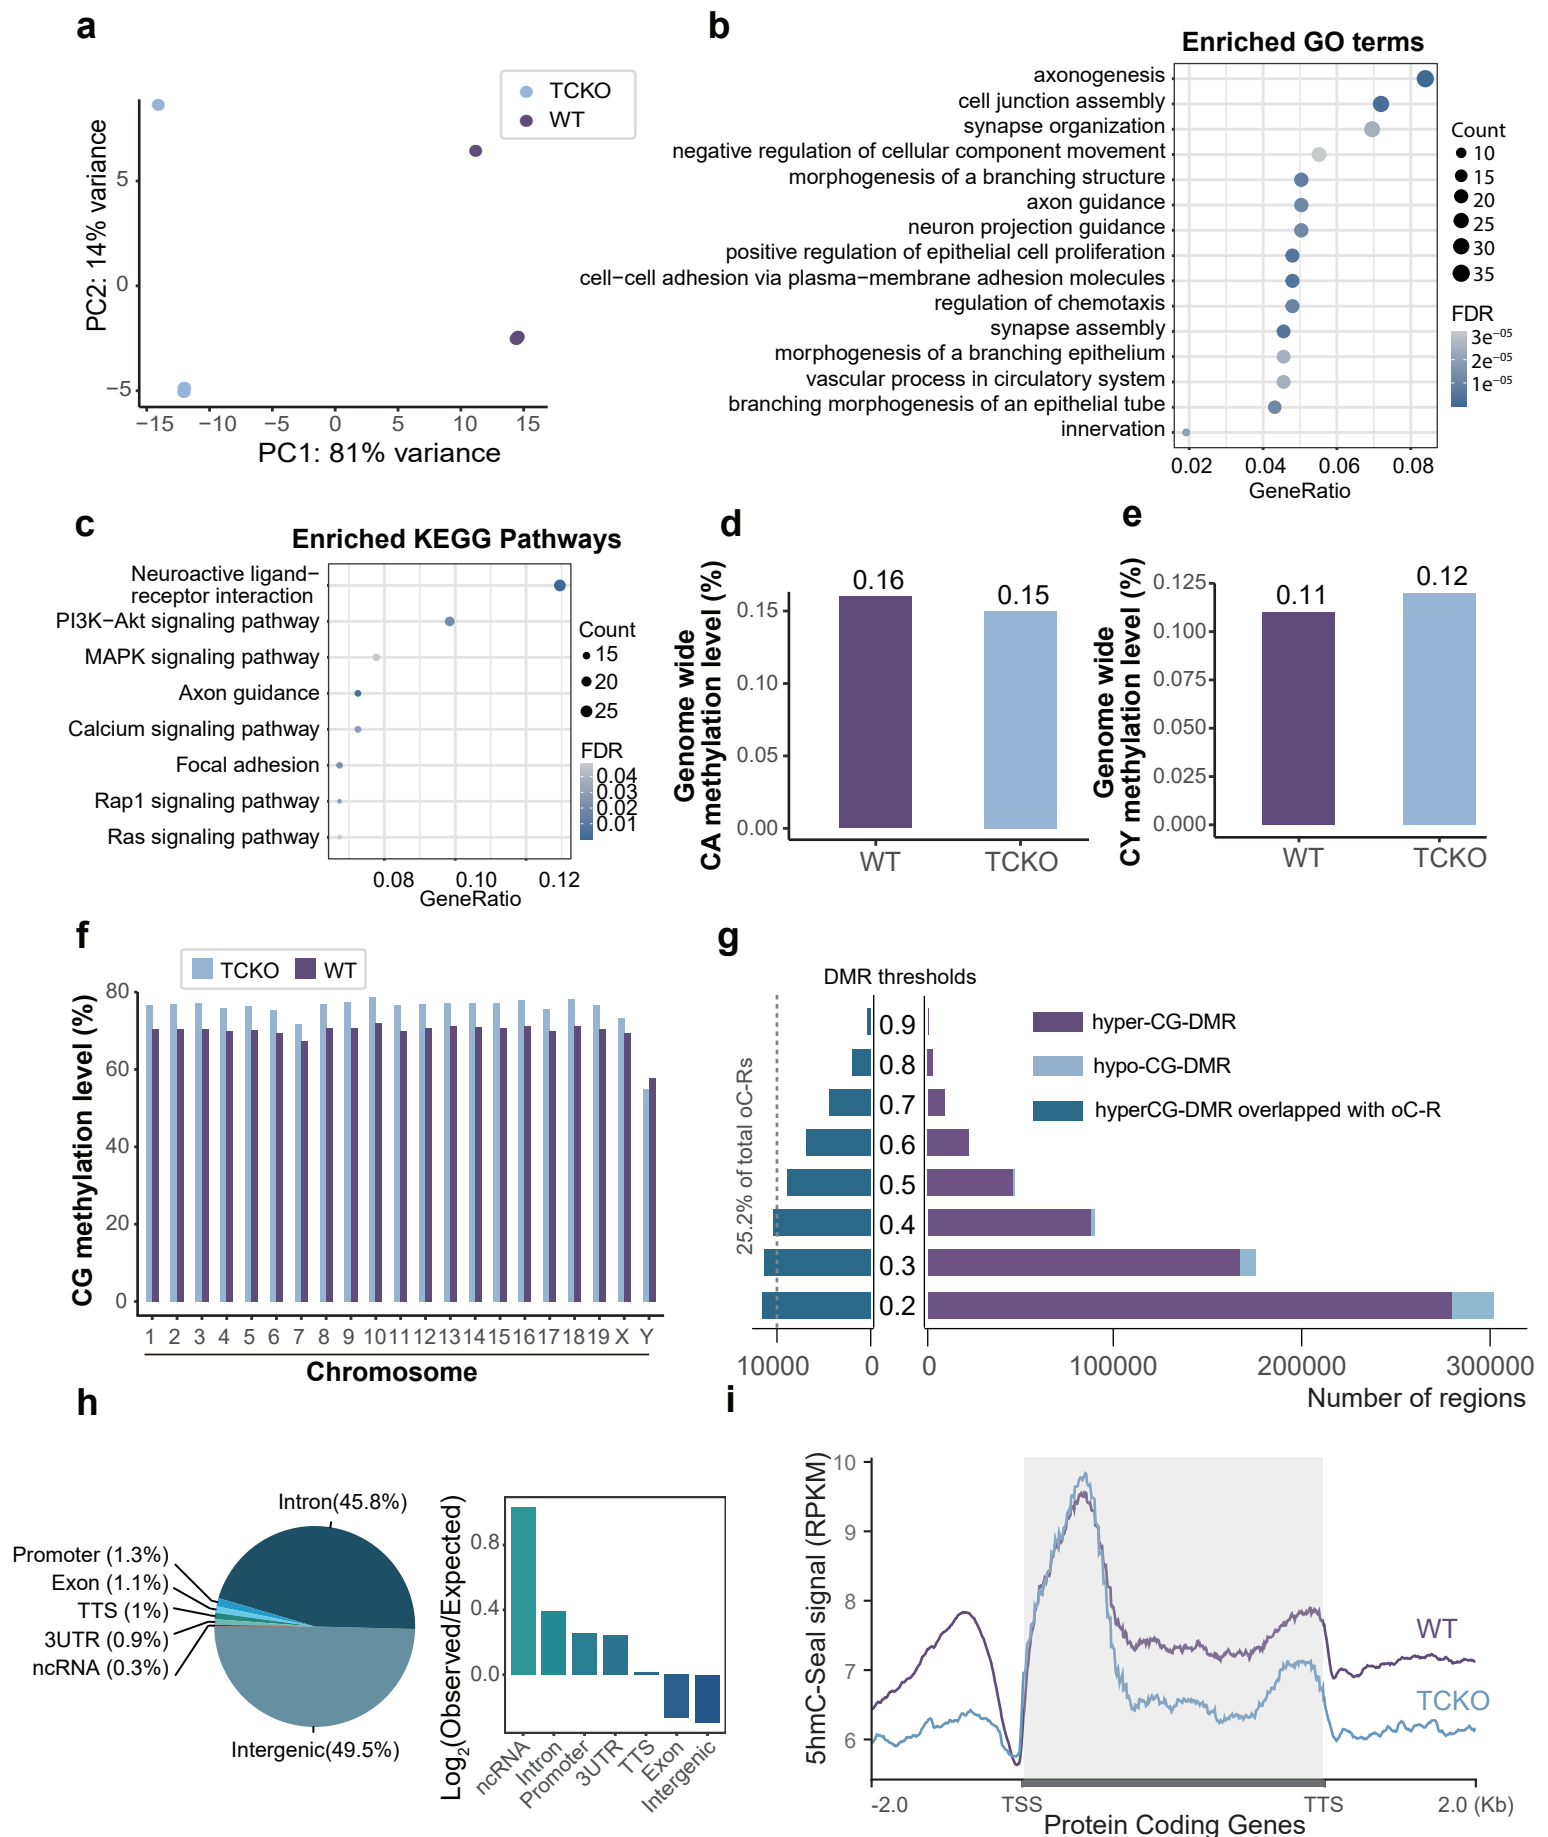 a
TCKO
WT
PC2: 14% variance
5
0
−5
−15
−10
−5
0
5
10
15
PC1: 81% variance
b
Enriched GO terms
axonogenesis
cell junction assembly
synapse organization
negative regulation of cellular component movement
morphogenesis of a branching structure
axon guidance
neuron projection guidance
positive regulation of epithelial cell proliferation
cell−cell adhesion via plasma−membrane adhesion molecules
regulation of chemotaxis
synapse assembly
morphogenesis of a branching epithelium
vascular process in circulatory system
branching morphogenesis of an epithelial tube
innervation
0.02
0.04
0.06
0.08
GeneRatio
Count
10
15
20
25
30
35
FDR
3e−05
2e−05
1e−05
c
Enriched KEGG Pathways
Neuroactive ligand−
receptor interaction
PI3K−Akt signaling pathway
MAPK signaling pathway
Axon guidance
Calcium signaling pathway
Focal adhesion
Rap1 signaling pathway
Ras signaling pathway
0.08
0.10
0.12
GeneRatio
Count
15
20
25
FDR
0.04
0.03
0.02
0.01
d
Genome wide
CA methylation level (%)
0.15
0.10
0.05
0.00
0.16
0.15
WT
TCKO
e
Genome wide
CY methylation level (%)
0.125
0.100
0.075
0.050
0.025
0.000
0.11
0.12
WT
TCKO
f
TCKO
WT
CG methylation level (%)
80
60
40
20
0
1
2
3
4
5
6
7
8
9
10
11
12
13
14
15
16
17
18
19
X
Y
Chromosome
g
DMR thresholds
25.2% of total oC-Rs
0.9
0.8
0.7
0.6
0.5
0.4
0.3
0.2
hyper-CG-DMR
hypo-CG-DMR
hyperCG-DMR overlapped with oC-R
10000
0
0
100000
200000
300000
Number of regions
h
Intron(45.8%)
Promoter (1.3%)
Exon (1.1%)
TTS (1%)
3UTR (0.9%)
ncRNA (0.3%)
Intergenic(49.5%)
Log2(Observed/Expected)
0.8
0.4
0.0
ncRNA
Intron
Promoter
3UTR
TTS
Exon
Intergenic
i
5hmC-Seal signal (RPKM)
10
9
8
7
6
WT
TCKO
-2.0
TSS
TTS
2.0 (Kb)
Protein Coding Genes